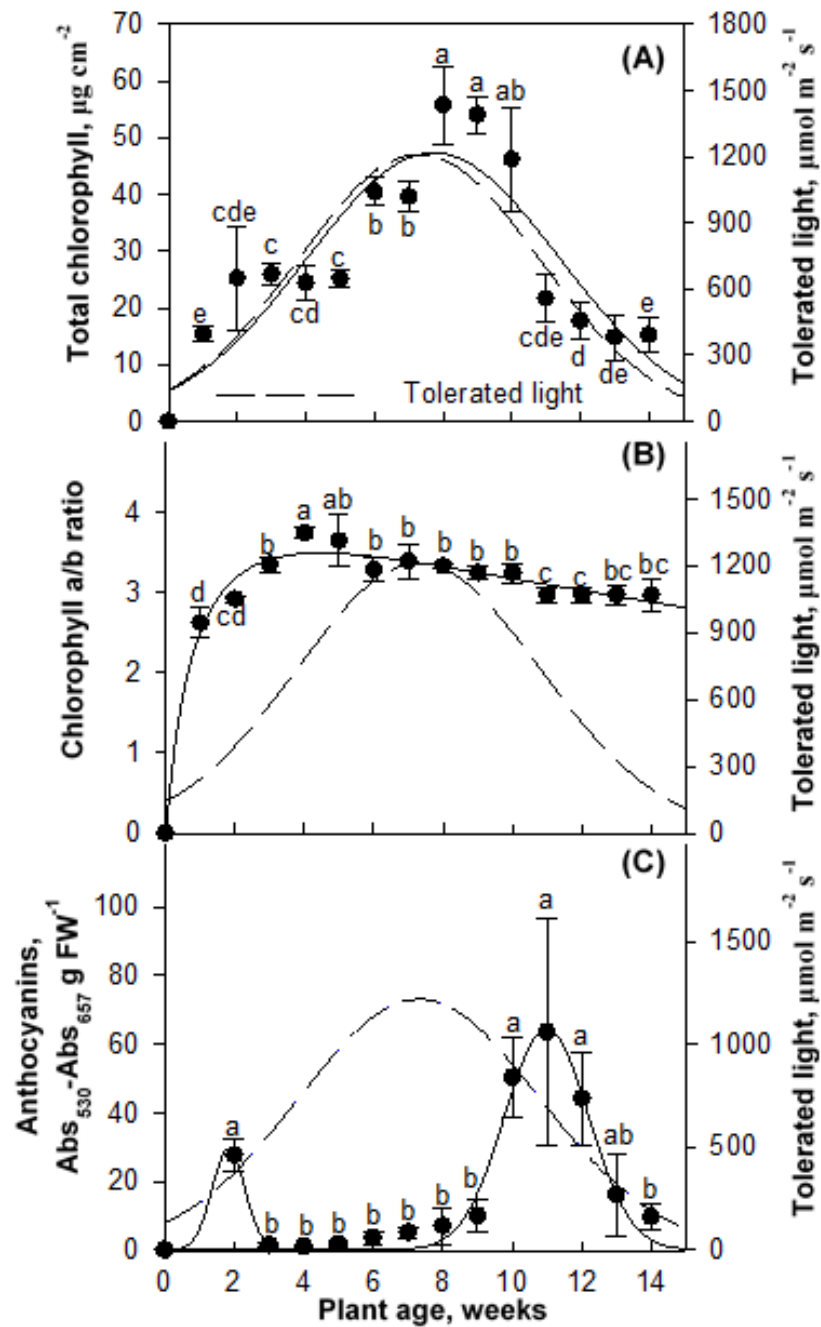 Total chlorophyll, µg cm⁻²
70
60
50
40
30
20
10
0
(A)
a
a
ab
cde
c
c
b
b
e
cd
cde
d
de
e
Tolerated light
1800
1500
1200
900
600
300
0
Tolerated light, µmol m⁻² s⁻¹
Chlorophyll a/b ratio
4
3
2
1
0
(B)
d
cd
b
a
ab
b
b
b
b
b
c
c
bc
bc
1500
1200
900
600
300
0
Tolerated light, µmol m⁻² s⁻¹
Anthocyanins,
Abs₅₃₀-Abs₆₅₇ g FW⁻¹
100
80
60
40
20
0
(C)
a
b
b
b
b
b
b
b
a
a
a
ab
b
1500
1000
500
0
Tolerated light, µmol m⁻² s⁻¹
0 2 4 6 8 10 12 14
Plant age, weeks